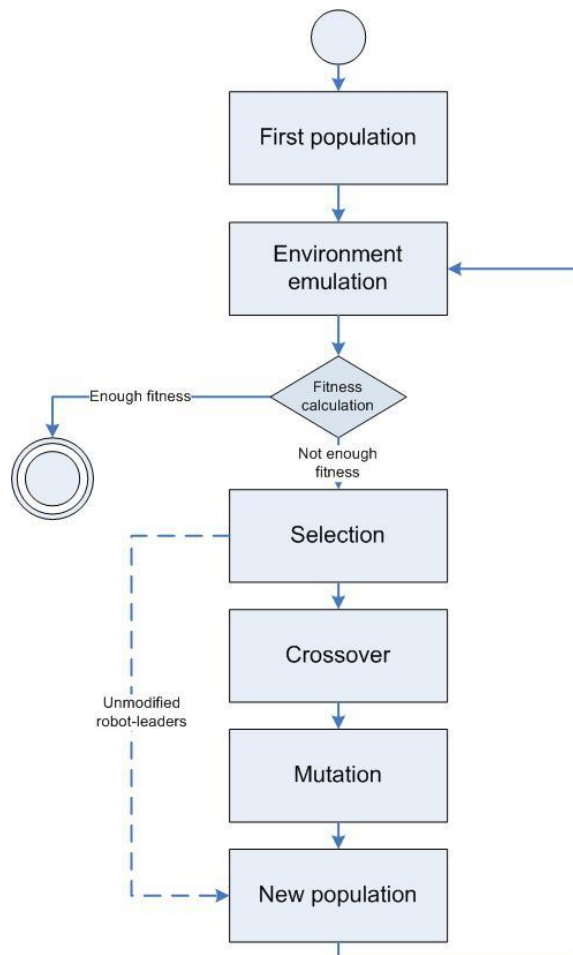 First population
Environment
emulation
Fitness
calculation
Enough fitness
Not enough
fitness
Selection
Crossover
Unmodified
robot-leaders
Mutation
New population